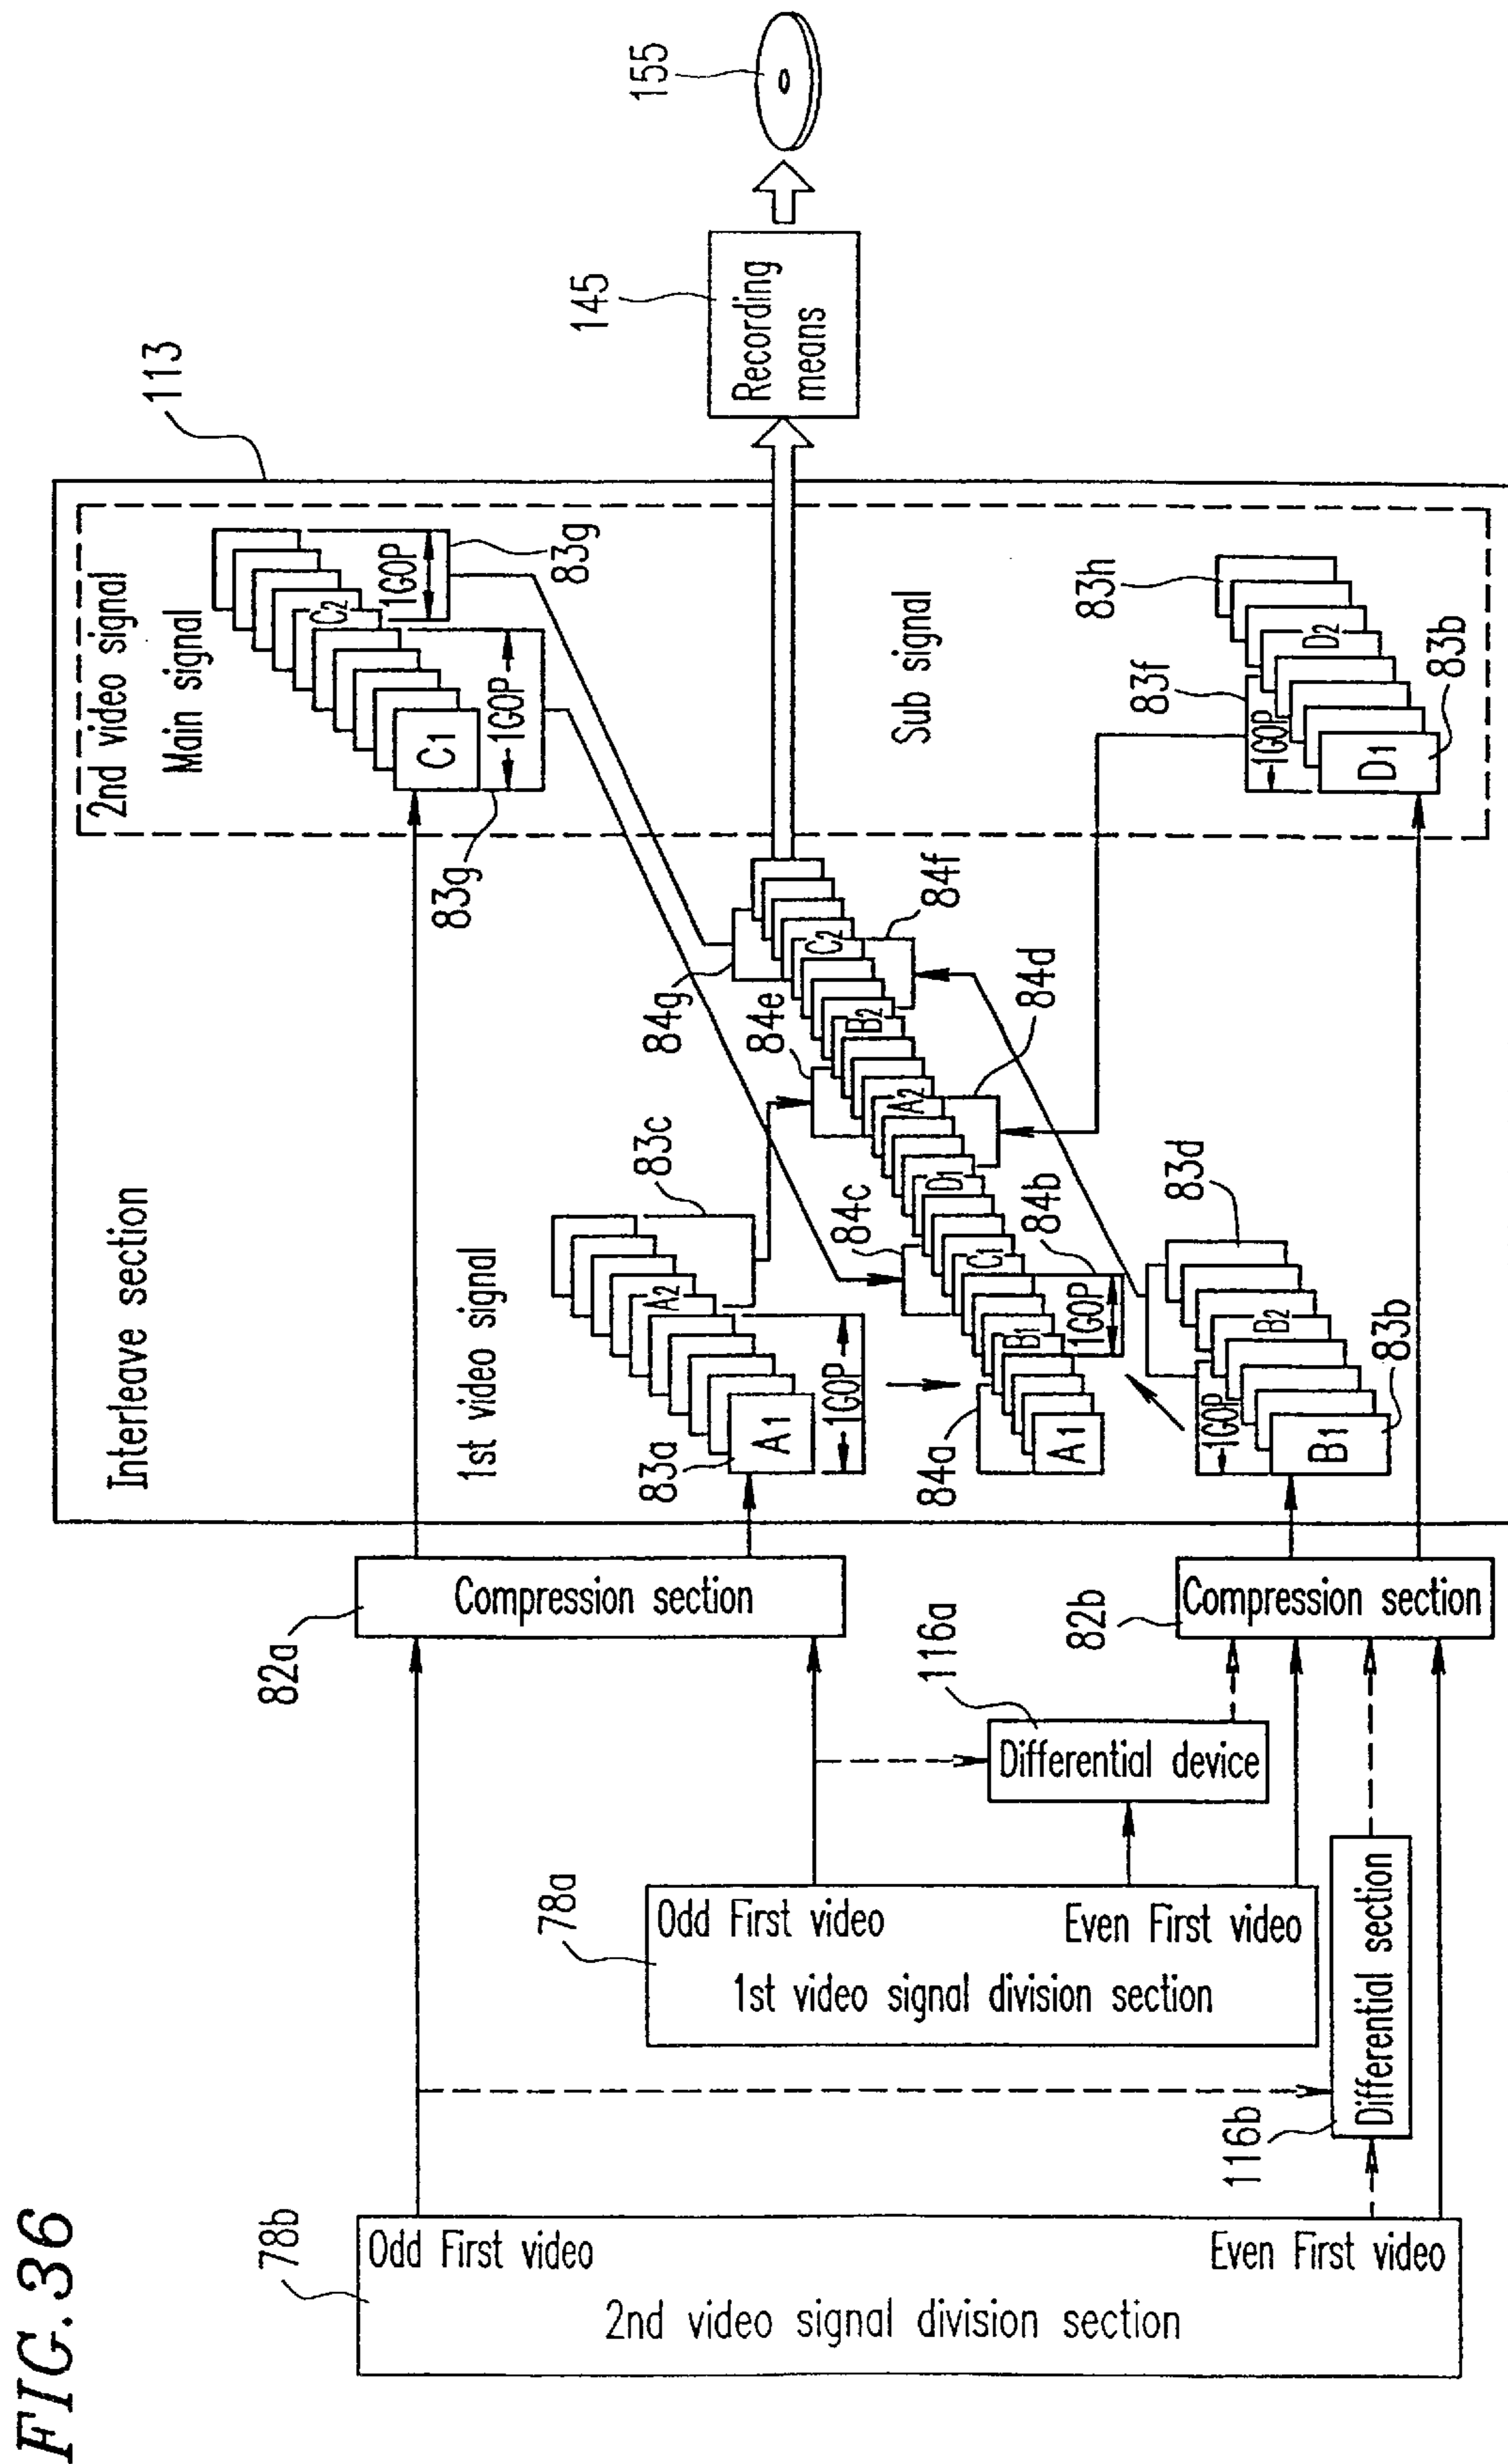 FIG.36
78b
Odd First video
Even First video
2nd video signal division section
78a
Odd First video
Even First video
1st video signal division section
116a
Differential device
116b
Differential section
82a
Compression section
82b
Compression section
Interleave section
113
1st video signal
83a
A1
1GOP
A2
83c
84a
A1
B1
1GOP
84b
84c
C1
D1
84d
A2
84e
B2
84f
84g
C2
1GOP
B1
83b
B2
83d
2nd video signal
Main signal
C1
1GOP
83g
C2
1GOP
83g
Sub signal
83f
1GOP
D1
83b
D2
83h
145
Recording
means
155